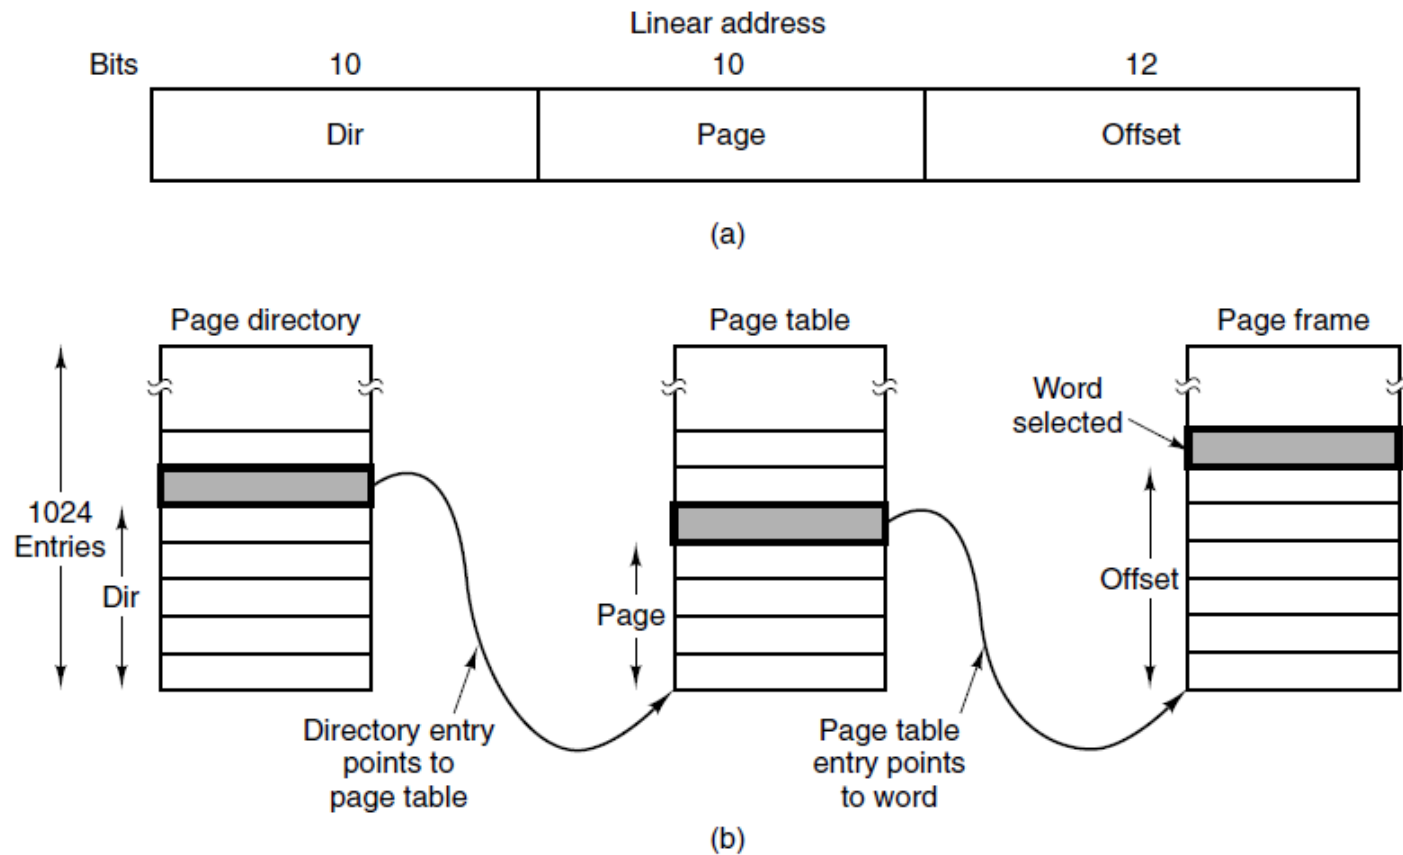 Linear address
Bits 10 10 12
Dir Page Offset
(a)
Page directory Page table Page frame
Word
selected
1024
Entries
Dir
Page
Offset
Directory entry
points to
page table
Page table
entry points
to word
(b)